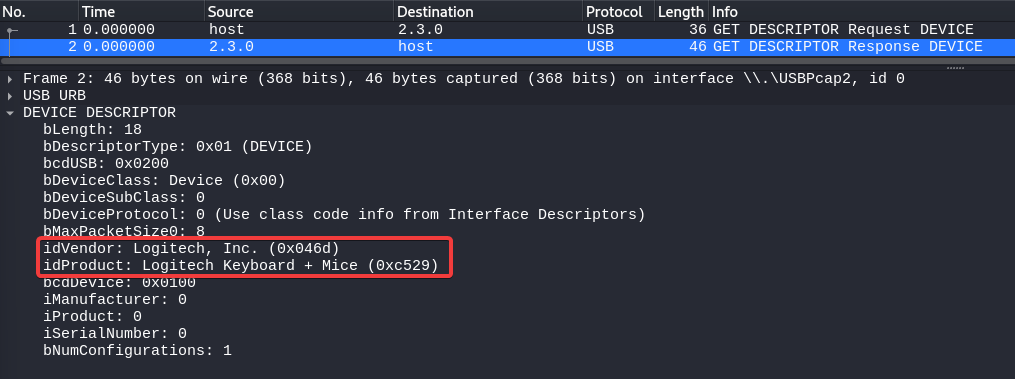 No. Time Source Destination Protocol Length Info
1 0.000000 host 2.3.0 USB 36 GET DESCRIPTOR Request DEVICE
2 0.000000 2.3.0 host USB 46 GET DESCRIPTOR Response DEVICE
Frame 2: 46 bytes on wire (368 bits), 46 bytes captured (368 bits) on interface \\.\USBPcap2, id 0
USB URB
DEVICE DESCRIPTOR
bLength: 18
bDescriptorType: 0x01 (DEVICE)
bcdUSB: 0x0200
bDeviceClass: Device (0x00)
bDeviceSubClass: 0
bDeviceProtocol: 0 (Use class code info from Interface Descriptors)
bMaxPacketSize0: 8
idVendor: Logitech, Inc. (0x046d)
idProduct: Logitech Keyboard + Mice (0xc529)
bcdDevice: 0x0100
iManufacturer: 0
iProduct: 0
iSerialNumber: 0
bNumConfigurations: 1